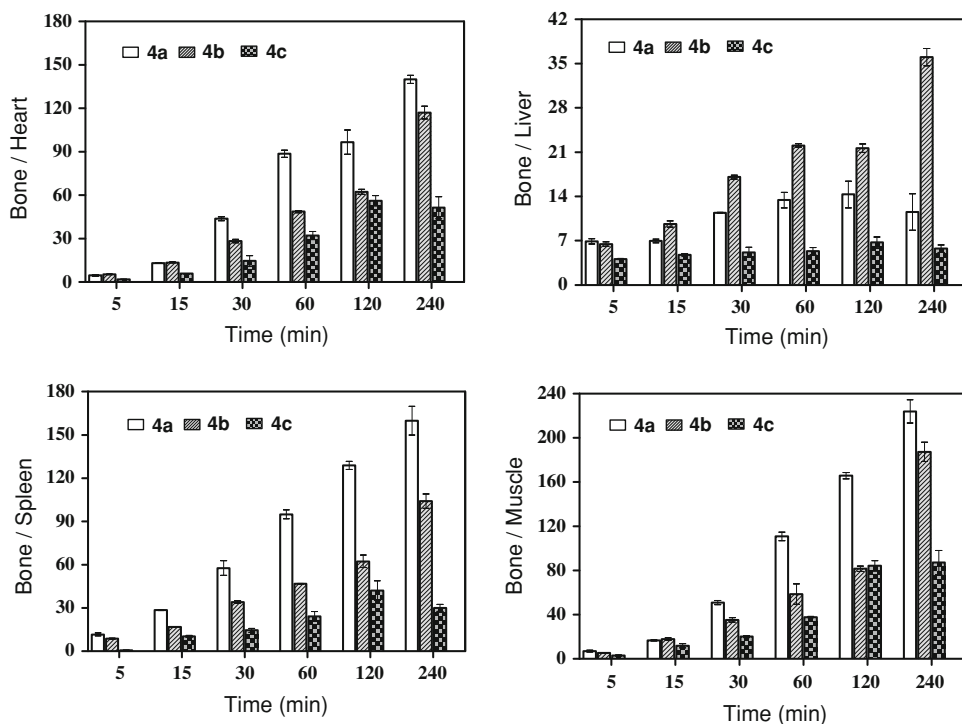 180
150
120
90
60
30
0
Bone / Heart
4a 4b 4c
5 15 30 60 120 240
Time (min)
42
36
28
21
14
7
0
Bone / Liver
4a 4b 4c
5 15 30 60 120 240
Time (min)
180
150
120
90
60
30
0
Bone / Spleen
4a 4b 4c
5 15 30 60 120 240
Time (min)
240
200
160
120
80
40
0
Bone / Muscle
4a 4b 4c
5 15 30 60 120 240
Time (min)